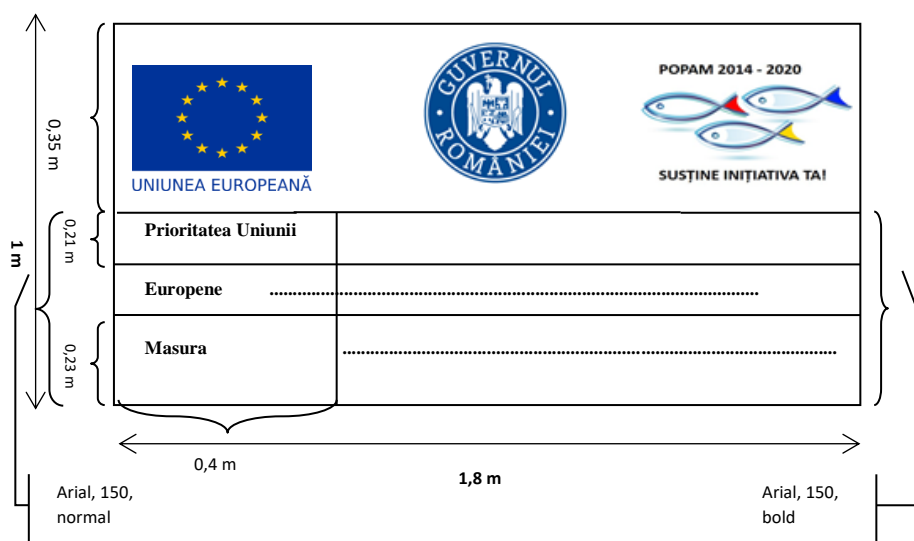 POPAM 2014 - 2020
GUVERNUL ROMÂNIEI
UNIUNEA EUROPEANĂ
SUSȚINE INIȚIATIVA TA!
0,35 m
1 m
0,21 m
Prioritatea Uniunii
Europene ....................................................................................................
Masura ....................................................................................................
0,23 m
0,4 m
1,8 m
Arial, 150,
normal
Arial, 150,
bold